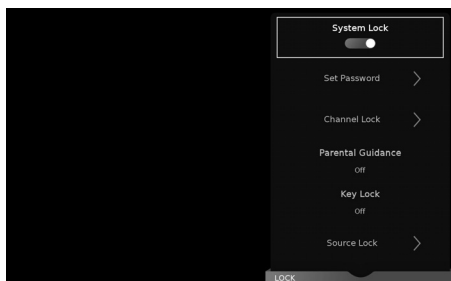 System Lock
Set Password
Channel Lock
Parental Guidance
Off
Key Lock
Off
Source Lock
LOCK